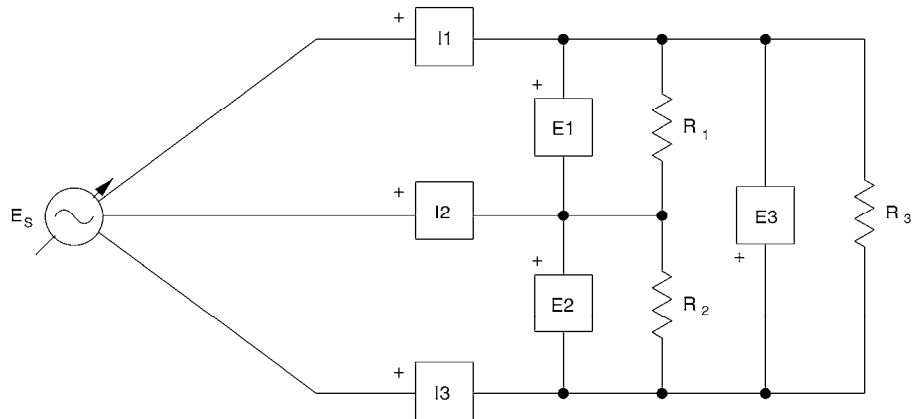 + I1
+
E1
R1
ES
+ I2
E3
R3
+
+
E2
R2
+ I3